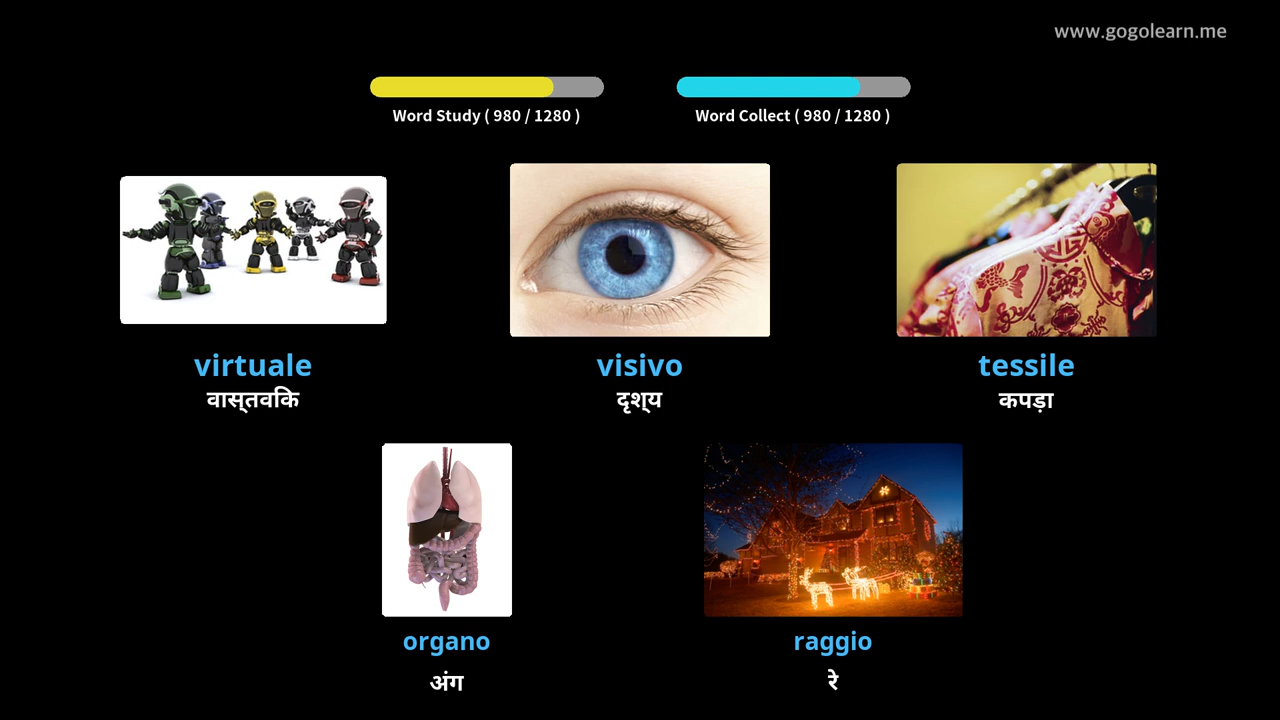 www.gogolearn.me
Word Study ( 980 / 1280 )
Word Collect ( 980 / 1280 )
virtuale
वास्तवकि
visivo
दृश्य
tessile
कपड़ा
organo
अंग
raggio
रे